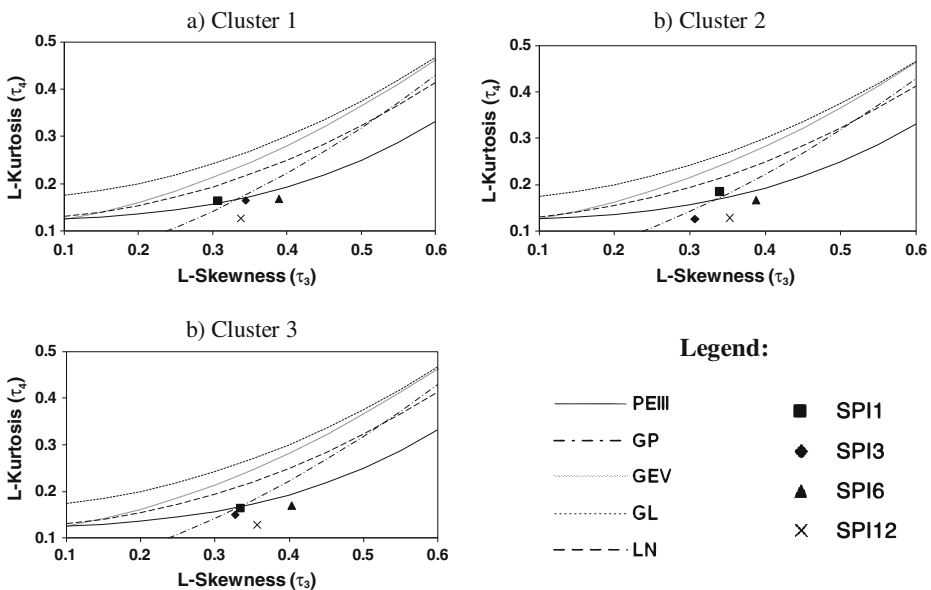 a) Cluster 1
0.5
0.4
0.3
0.2
0.1
L-Kurtosis (τ4)
0.1 0.2 0.3 0.4 0.5 0.6
L-Skewness (τ3)
b) Cluster 2
0.5
0.4
0.3
0.2
0.1
L-Kurtosis (τ4)
0.1 0.2 0.3 0.4 0.5 0.6
L-Skewness (τ3)
b) Cluster 3
0.5
0.4
0.3
0.2
0.1
L-Kurtosis (τ4)
0.1 0.2 0.3 0.4 0.5 0.6
L-Skewness (τ3)
Legend:
PEIII
GP
GEV
GL
LN
SPI1
SPI3
SPI6
SPI12